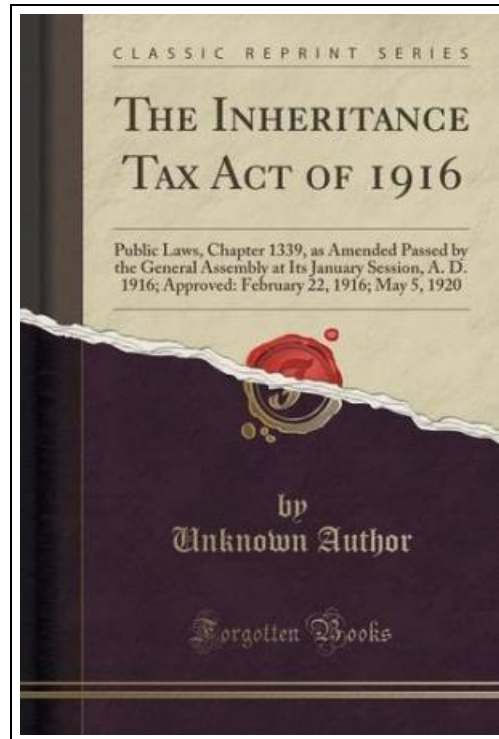 CLASSIC REPRINT SERIES
THE INHERITANCE
TAX ACT OF 1916
Public Laws, Chapter 1339, as Amended Passed by
the General Assembly at Its January Session, A. D.
1916; Approved: February 22, 1916; May 5, 1920
by
Unknown Author
Forgotten Books